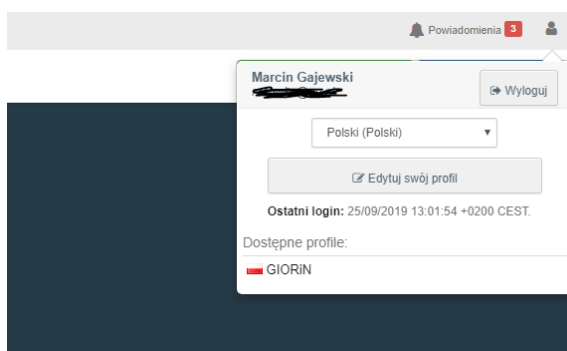 Powiadomienia 3
Marcin Gajewski
Wyloguj
Polski (Polski)
Edytuj swój profil
Ostatni login: 25/09/2019 13:01:54 +0200 CEST.
Dostępne profile:
GIORiN